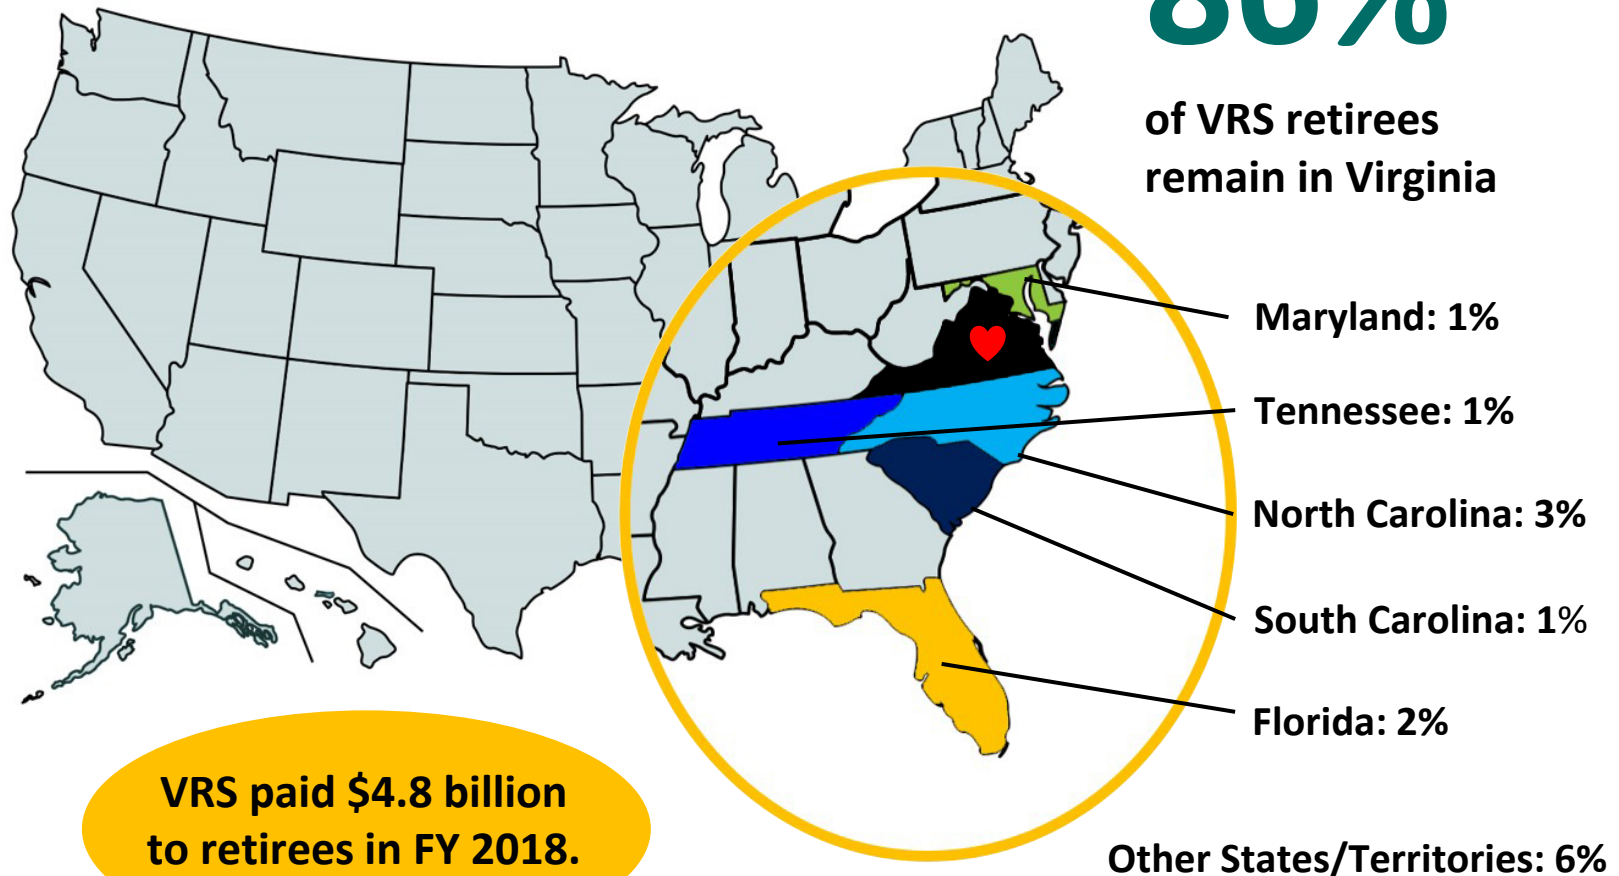 86%
of VRS retirees
remain in Virginia
Maryland: 1%
Tennessee: 1%
North Carolina: 3%
South Carolina: 1%
Florida: 2%
VRS paid $4.8 billion
to retirees in FY 2018.
Other States/Territories: 6%